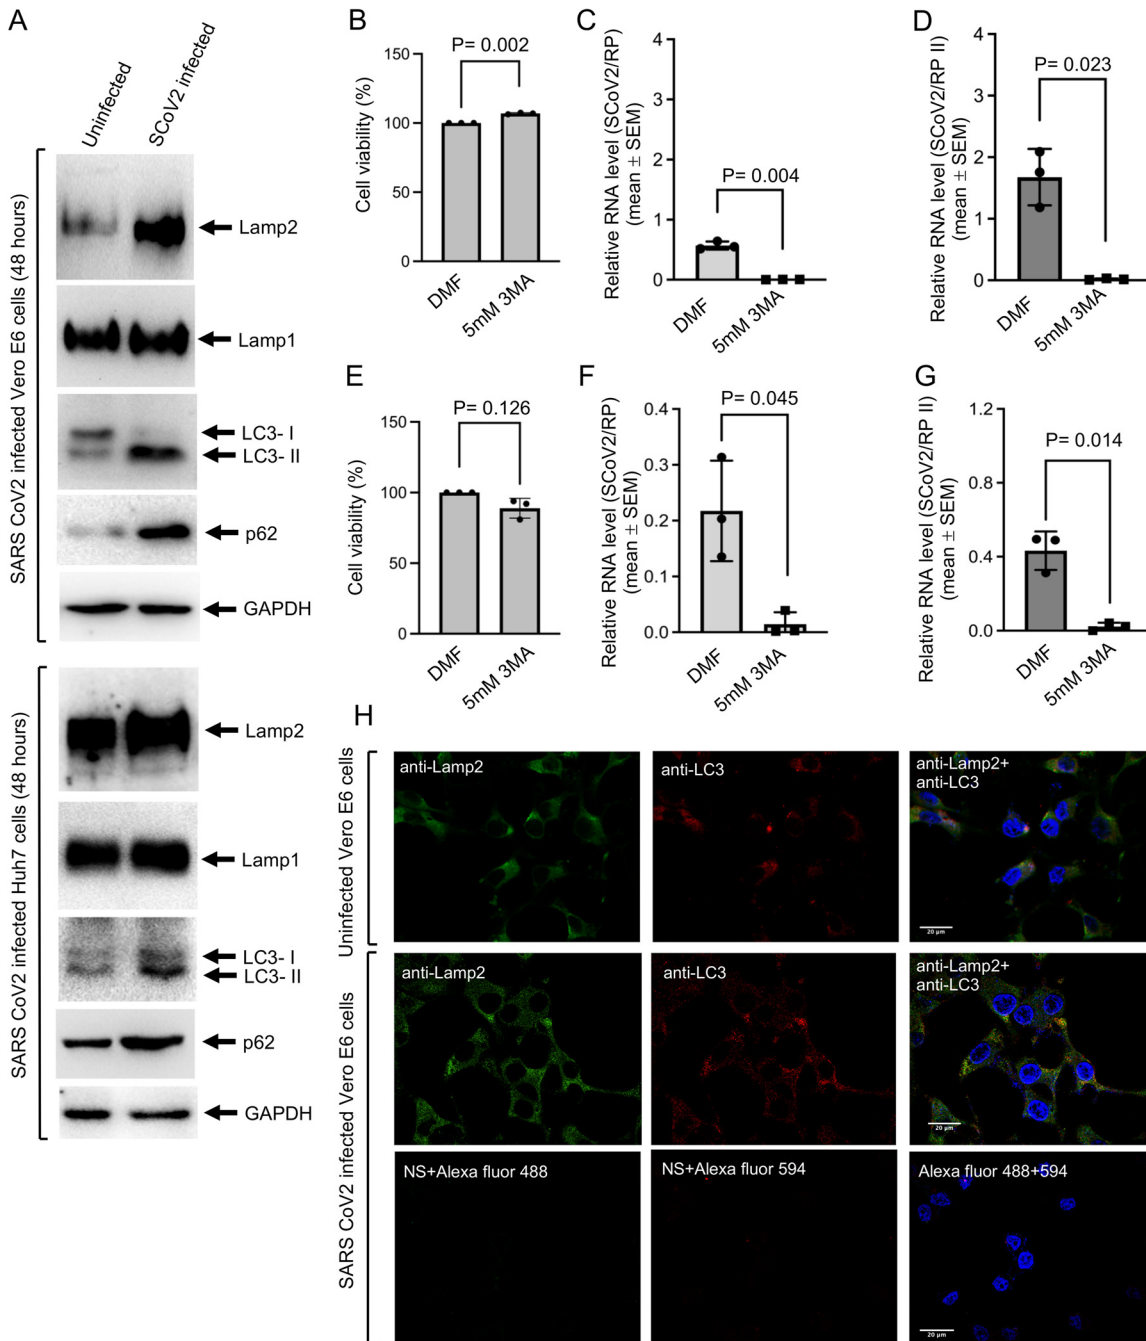 A
Uninfected
SCoV2 infected
SARS CoV2 infected Vero E6 cells (48 hours)
Lamp2
Lamp1
LC3- I
LC3- II
p62
GAPDH
SARS CoV2 infected Huh7 cells (48 hours)
Lamp2
Lamp1
LC3- I
LC3- II
p62
GAPDH
B
P= 0.002
Cell viability (%)
150
100
50
0
DMF
5mM 3MA
C
Relative RNA level (SCoV2/RP)
(mean ± SEM)
4
3
2
1
0
P= 0.004
DMF
5mM 3MA
D
Relative RNA level (SCoV2/RP II)
(mean ± SEM)
4
3
2
1
0
P= 0.023
DMF
5mM 3MA
E
P= 0.126
Cell viability (%)
150
100
50
0
DMF
5mM 3MA
F
Relative RNA level (SCoV2/RP)
(mean ± SEM)
0.4
0.3
0.2
0.1
0.0
P= 0.045
DMF
5mM 3MA
G
Relative RNA level (SCoV2/RP II)
(mean ± SEM)
1.2
0.8
0.4
0.0
P= 0.014
DMF
5mM 3MA
H
Uninfected Vero E6 cells
anti-Lamp2
anti-LC3
anti-Lamp2+
anti-LC3
20 µm
SARS CoV2 infected Vero E6 cells
anti-Lamp2
anti-LC3
anti-Lamp2+
anti-LC3
20 µm
NS+Alexa fluor 488
NS+Alexa fluor 594
Alexa fluor 488+594
20 µm